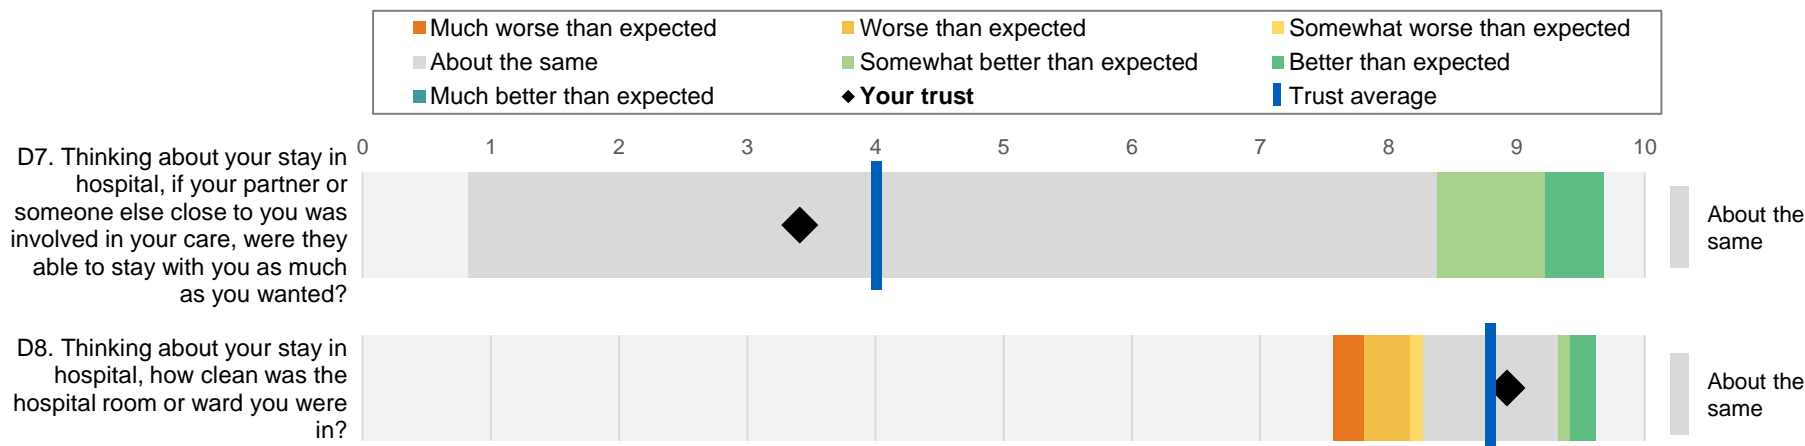 Much worse than expected
Worse than expected
Somewhat worse than expected
About the same
Somewhat better than expected
Better than expected
Much better than expected
Your trust
Trust average
0 1 2 3 4 5 6 7 8 9 10
D7. Thinking about your stay in
hospital, if your partner or
someone else close to you was
involved in your care, were they
able to stay with you as much
as you wanted?
About the
same
D8. Thinking about your stay in
hospital, how clean was the
hospital room or ward you were
in?
About the
same